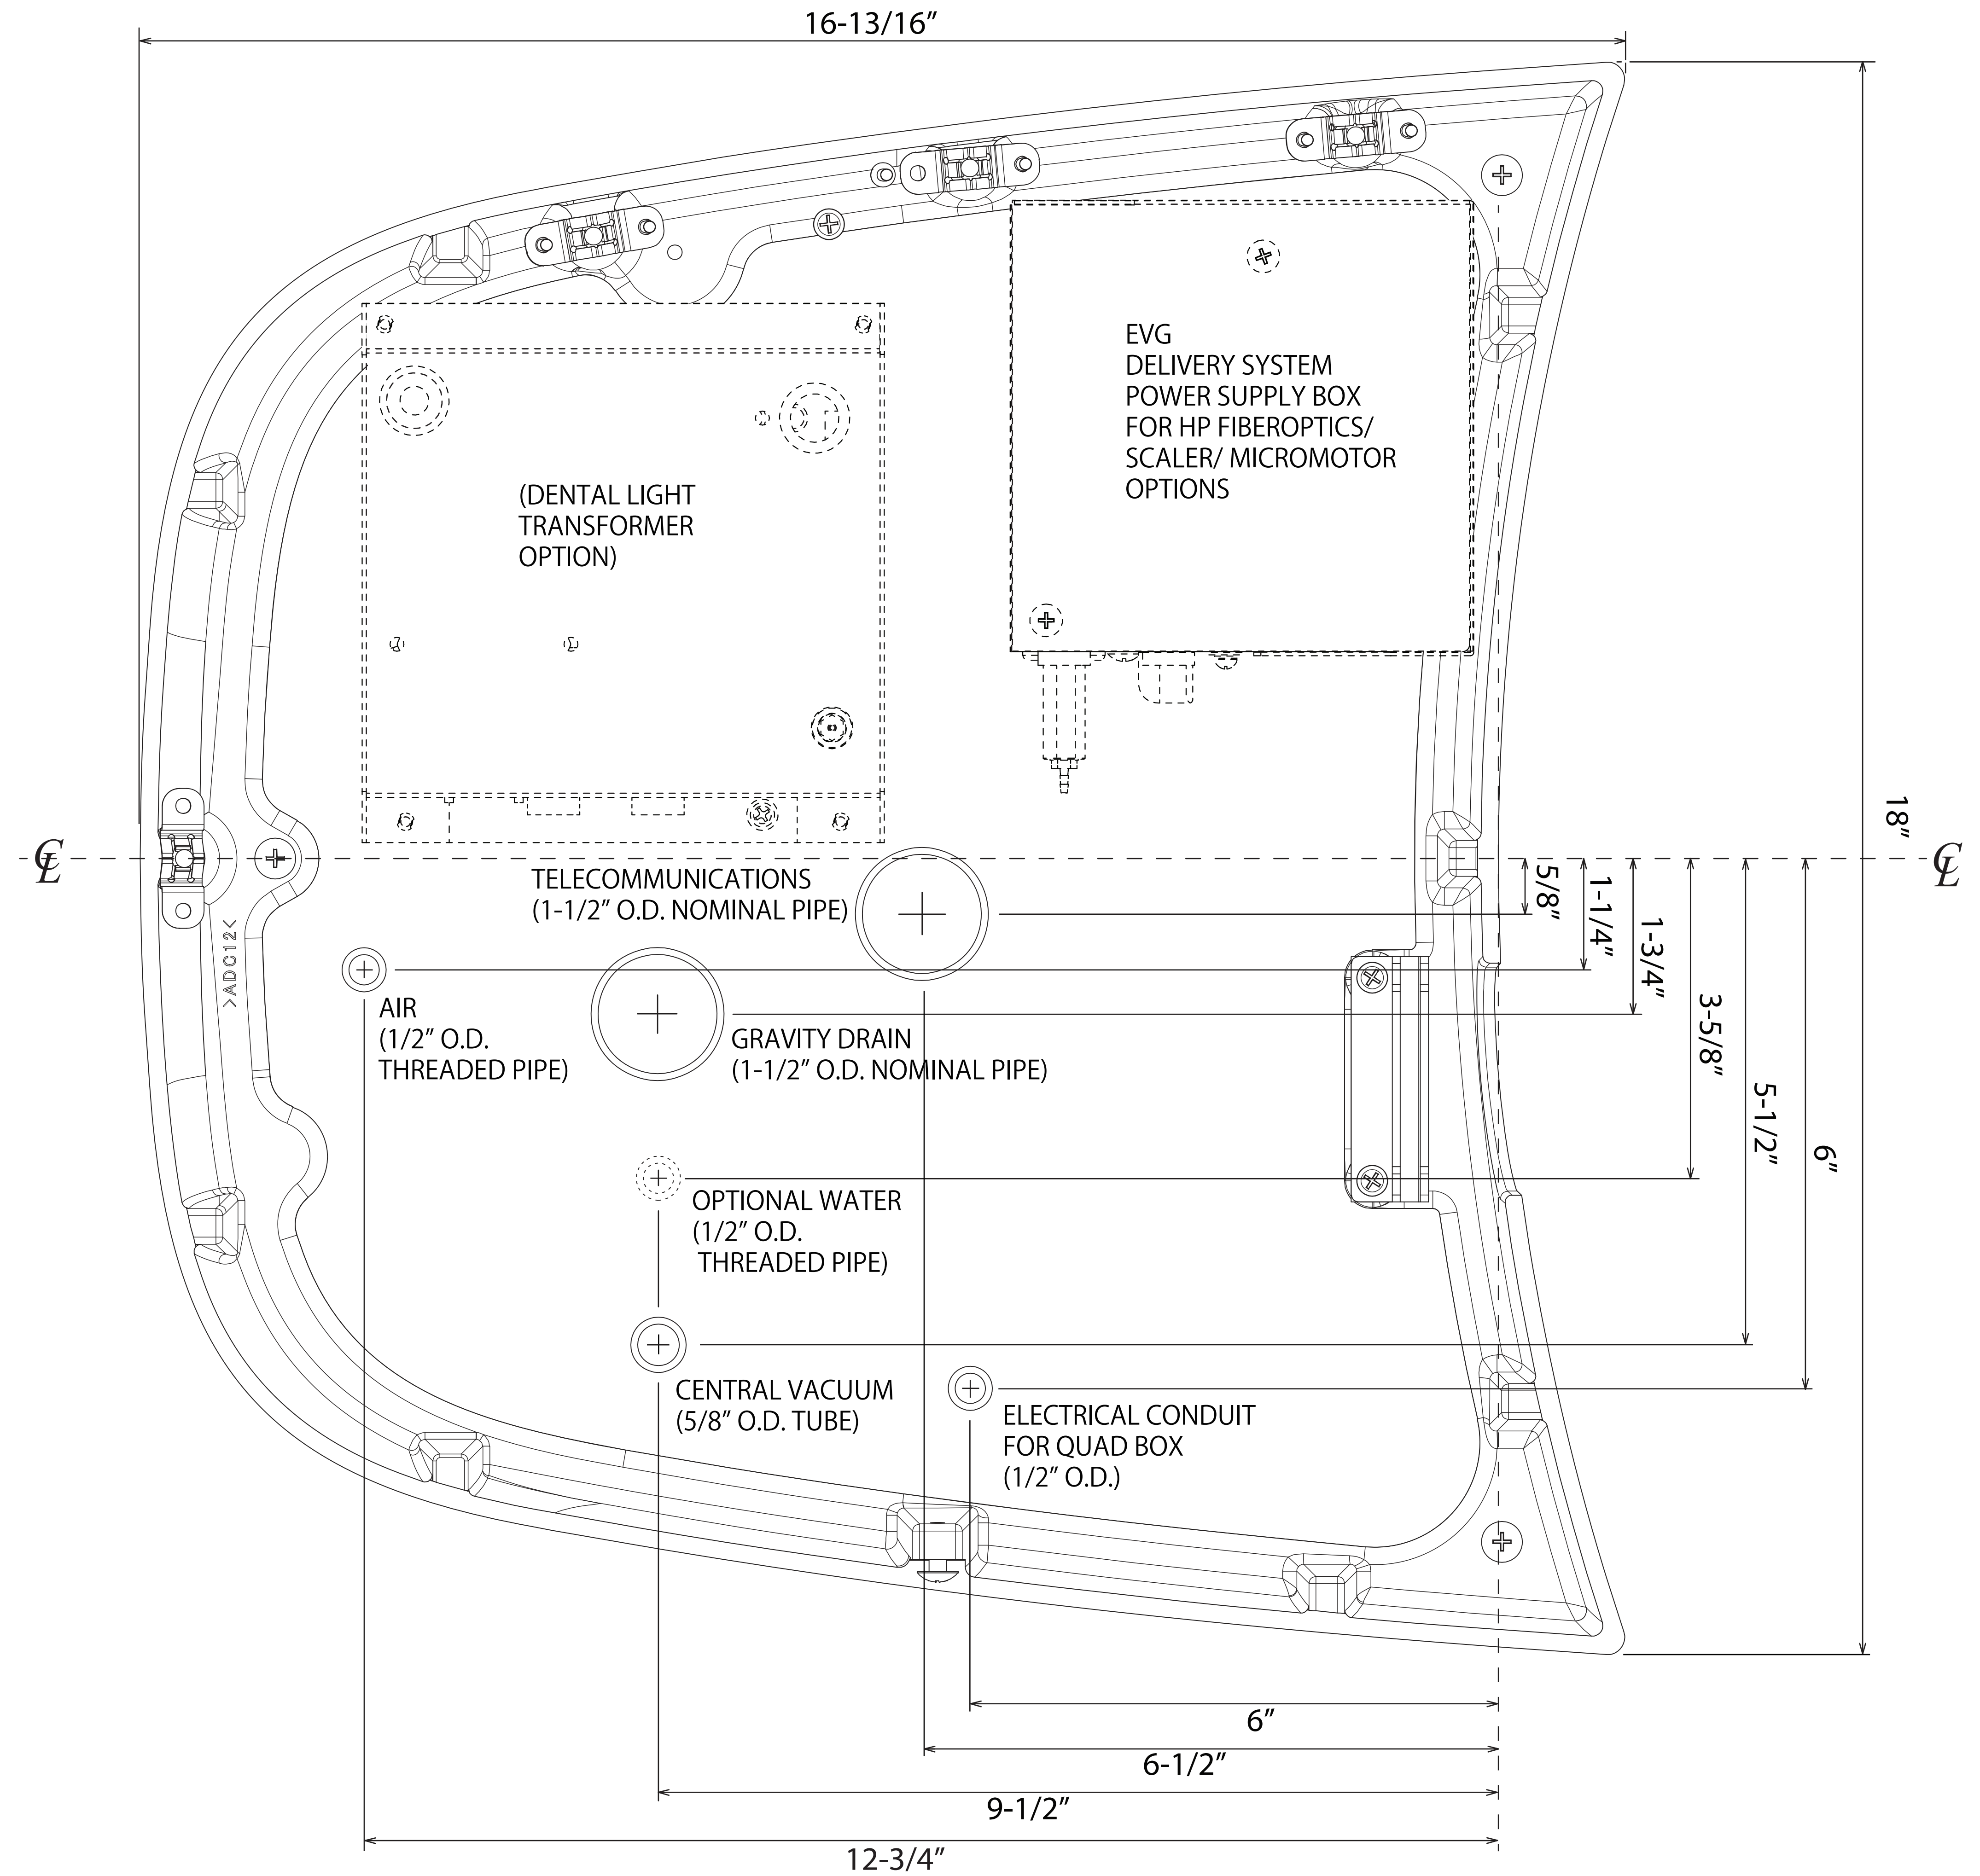 16-13/16”
EVG
DELIVERY SYSTEM
POWER SUPPLY BOX
FOR HP FIBEROPTICS/
SCALER/ MICROMOTOR
OPTIONS
(DENTAL LIGHT
TRANSFORMER
OPTION)
18”
℄
℄
TELECOMMUNICATIONS
(1-1/2” O.D. NOMINAL PIPE)
5/8”
1-1/4”
1-3/4”
3-5/8”
5-1/2”
6”
>ADC12<
AIR
(1/2” O.D.
THREADED PIPE)
GRAVITY DRAIN
(1-1/2” O.D. NOMINAL PIPE)
OPTIONAL WATER
(1/2” O.D.
THREADED PIPE)
CENTRAL VACUUM
(5/8” O.D. TUBE)
ELECTRICAL CONDUIT
FOR QUAD BOX
(1/2” O.D.)
6”
6-1/2”
9-1/2”
12-3/4”